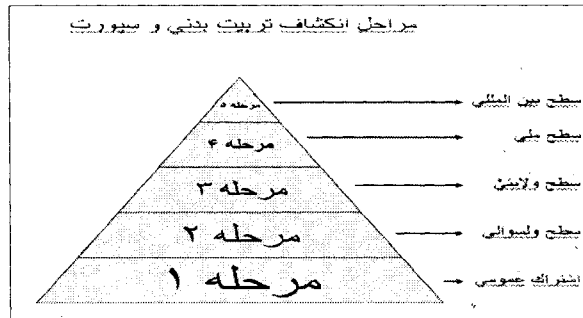 مراحل انکشاف تربیت بدنی و سپورت
مرحله ۵
سطح بین المللی
مرحله ۴
سطح ملی
مرحله ۳
سطح ولایتی
مرحله ۲
سطح ولسوالی
مرحله ۱
اشتراک عمومی